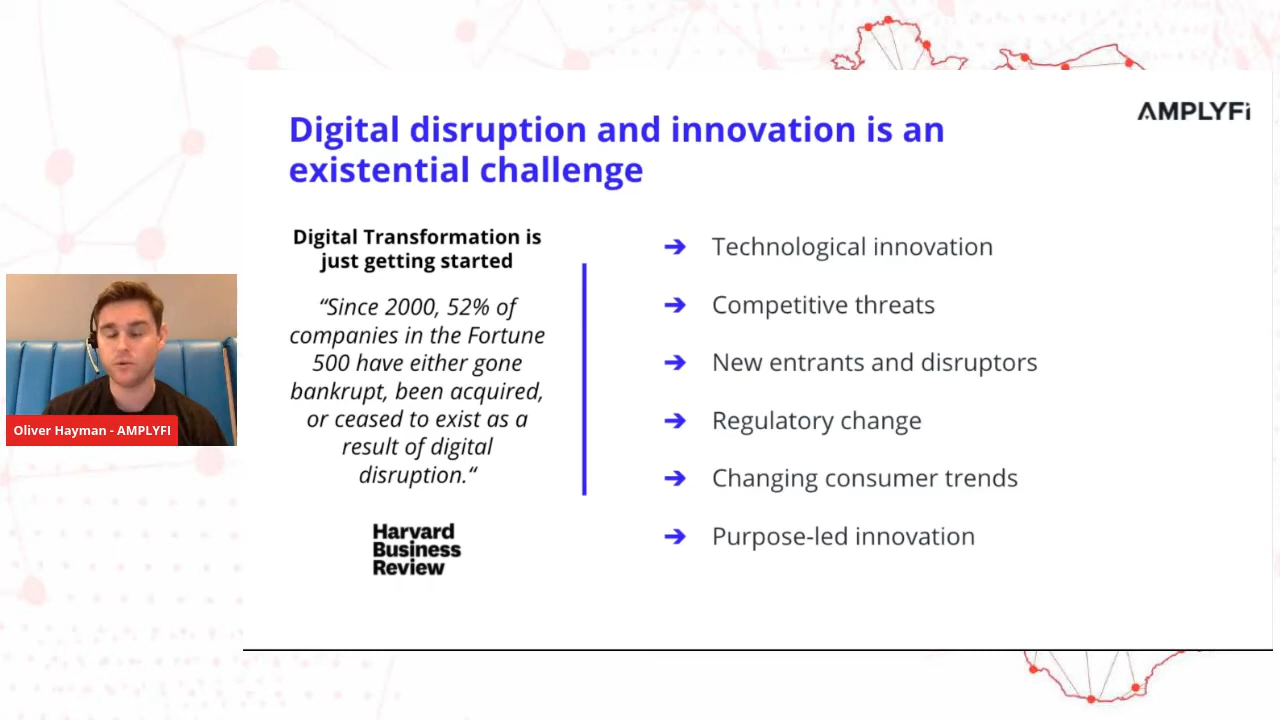 AMPLYFi
Digital disruption and innovation is an
existential challenge
Digital Transformation is
just getting started
“Since 2000, 52% of
companies in the Fortune
500 have either gone
bankrupt, been acquired,
or ceased to exist as a
result of digital
disruption.“
Harvard
Business
Review
Technological innovation
Competitive threats
New entrants and disruptors
Regulatory change
Changing consumer trends
Purpose-led innovation
Oliver Hayman - AMPLYFI